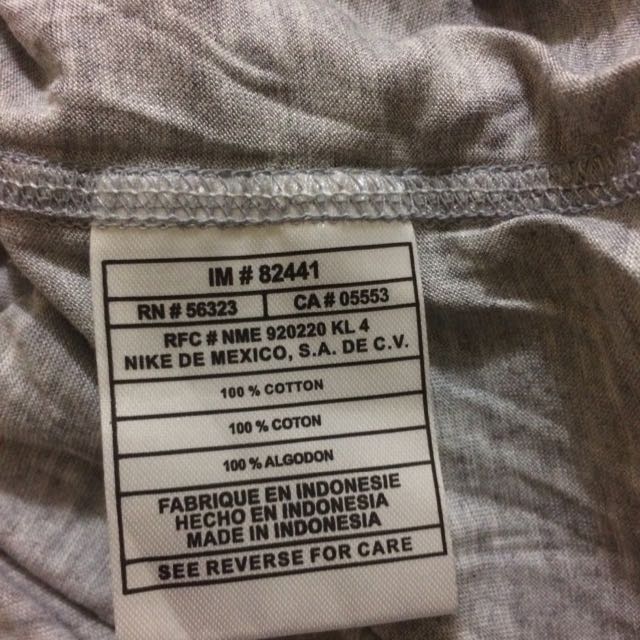 IM # 82441
RN # 56323 CA # 05553
RFC # NME 920220 KL 4
NIKE DE MEXICO, S.A. DE C.V.
100 % COTTON
100 % COTON
100 % ALGODON
FABRIQUE EN INDONESIE
HECHO EN INDONESIA
MADE IN INDONESIA
SEE REVERSE FOR CARE